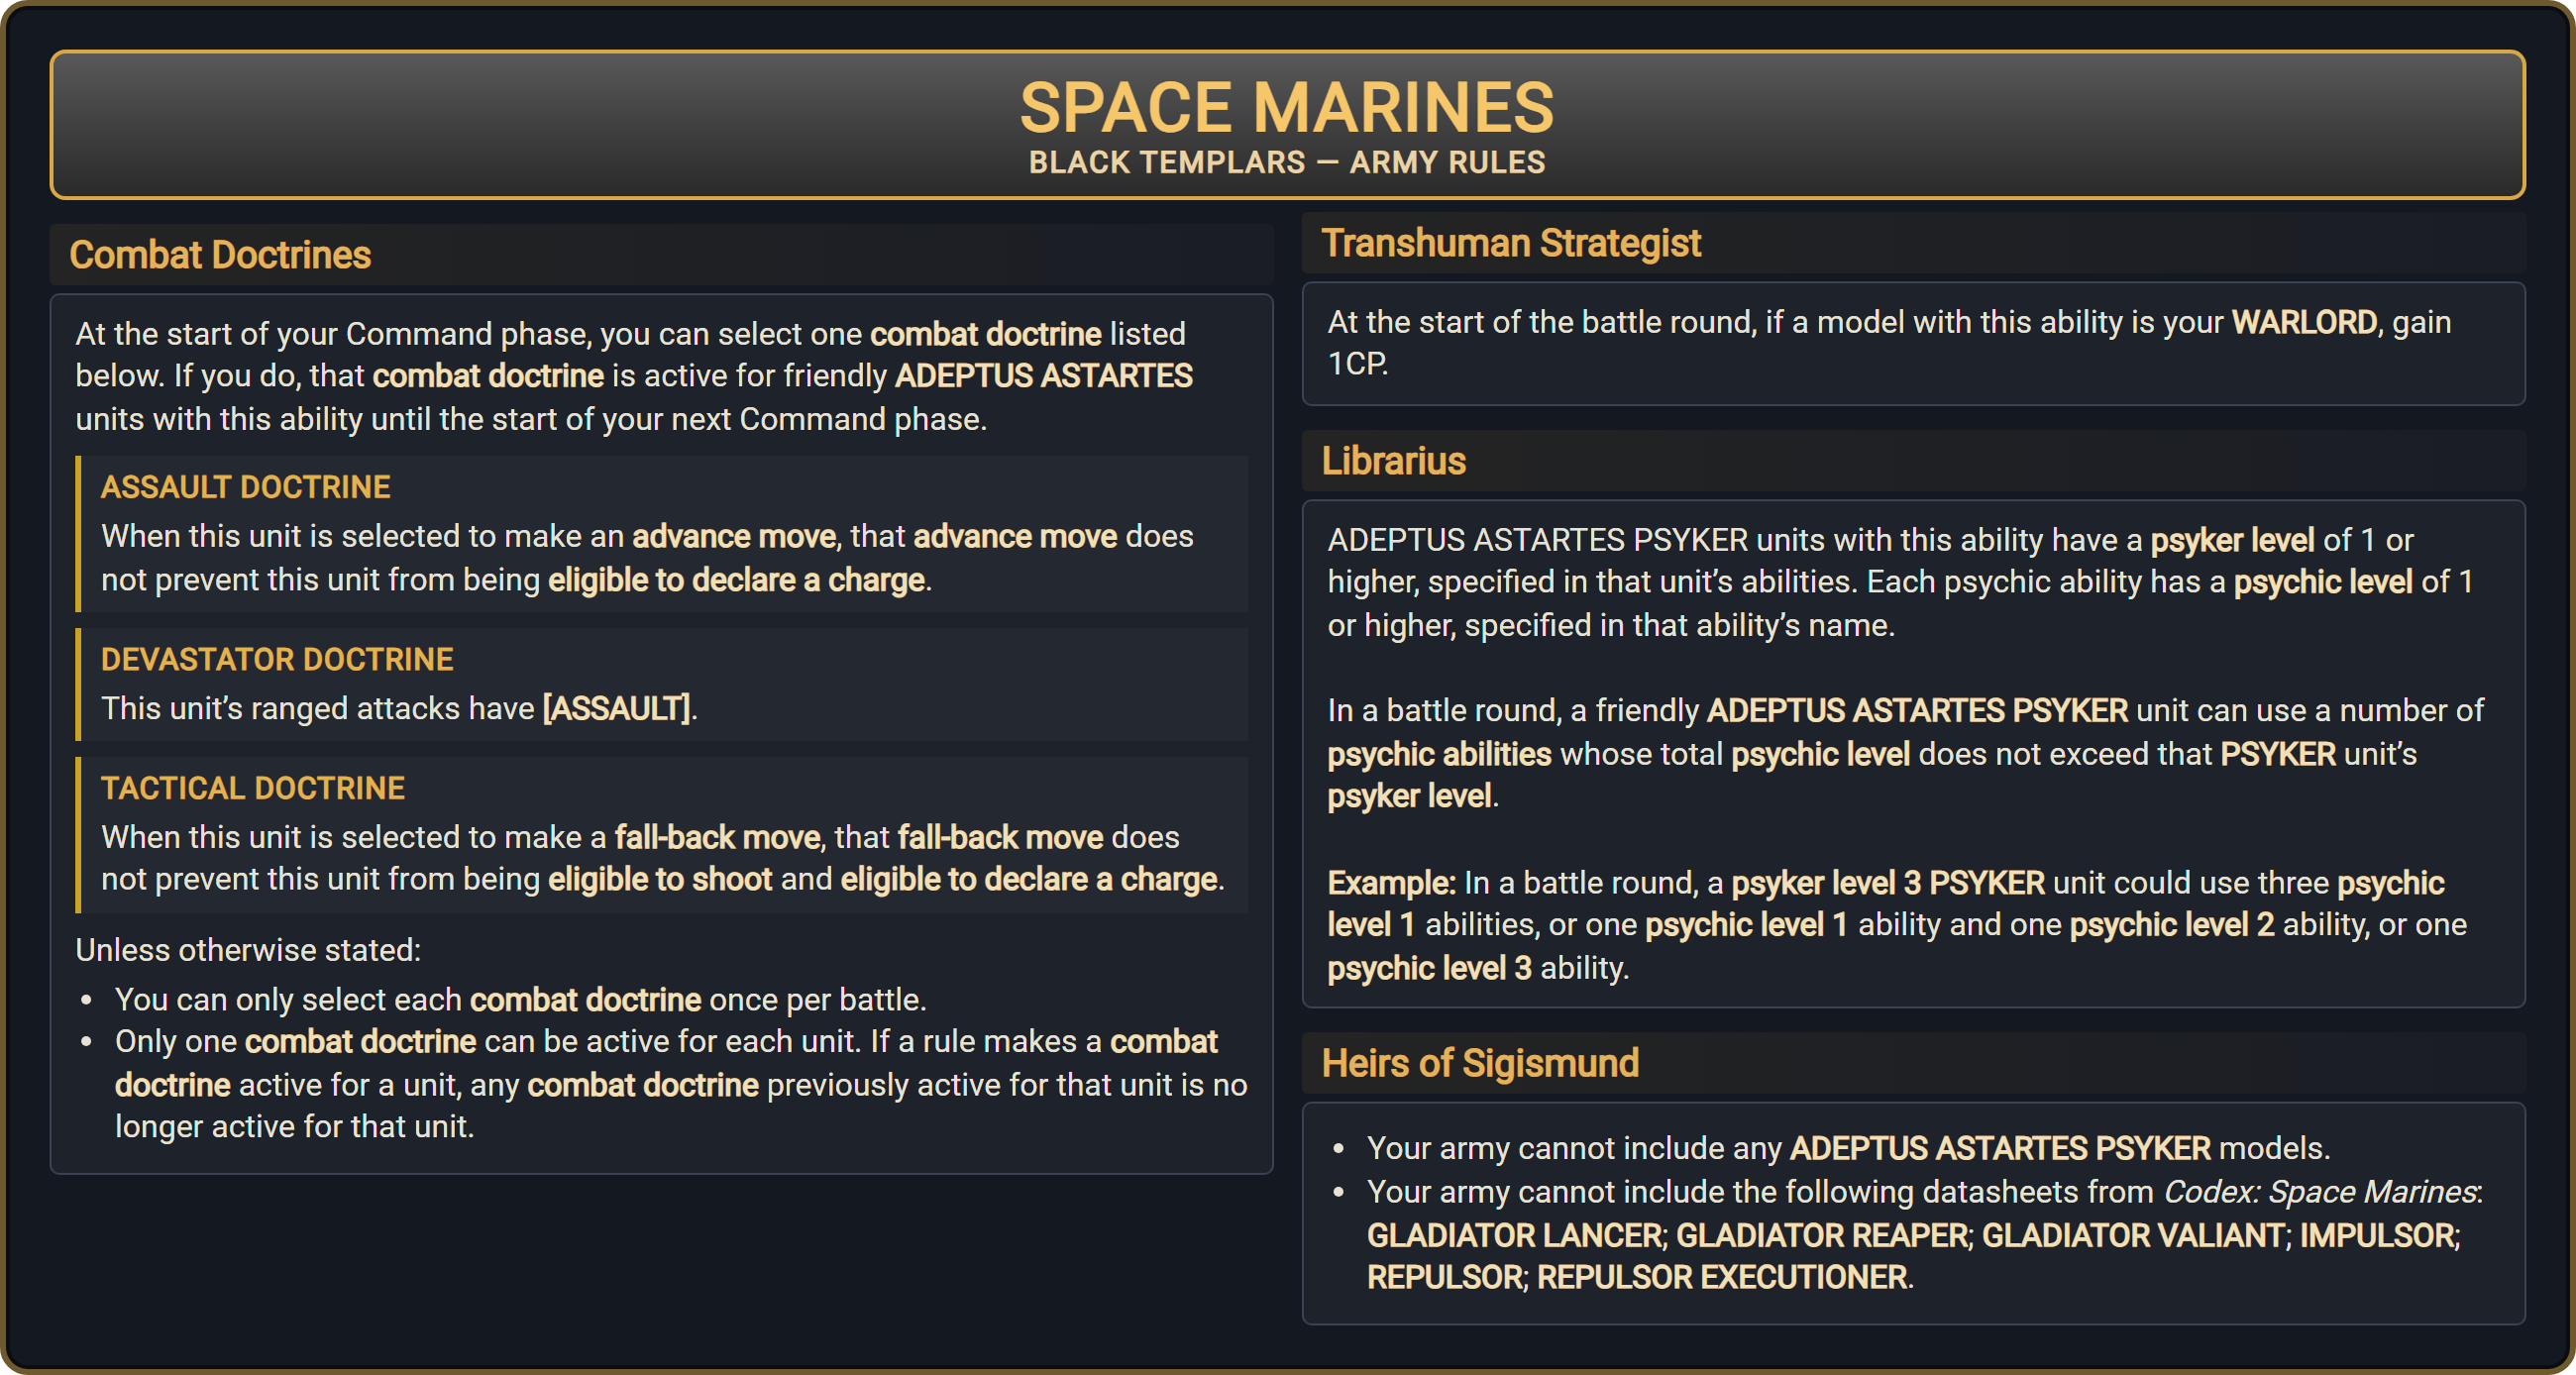 SPACE MARINES
BLACK TEMPLARS — ARMY RULES
Combat Doctrines
At the start of your Command phase, you can select one combat doctrine listed
below. If you do, that combat doctrine is active for friendly ADEPTUS ASTARTES
units with this ability until the start of your next Command phase.
ASSAULT DOCTRINE
When this unit is selected to make an advance move, that advance move does
not prevent this unit from being eligible to declare a charge.
DEVASTATOR DOCTRINE
This unit’s ranged attacks have [ASSAULT].
TACTICAL DOCTRINE
When this unit is selected to make a fall-back move, that fall-back move does
not prevent this unit from being eligible to shoot and eligible to declare a charge.
Unless otherwise stated:
• You can only select each combat doctrine once per battle.
• Only one combat doctrine can be active for each unit. If a rule makes a combat
doctrine active for a unit, any combat doctrine previously active for that unit is no
longer active for that unit.
Transhuman Strategist
At the start of the battle round, if a model with this ability is your WARLORD, gain
1CP.
Librarius
ADEPTUS ASTARTES PSYKER units with this ability have a psyker level of 1 or
higher, specified in that unit’s abilities. Each psychic ability has a psychic level of 1
or higher, specified in that ability’s name.
In a battle round, a friendly ADEPTUS ASTARTES PSYKER unit can use a number of
psychic abilities whose total psychic level does not exceed that PSYKER unit’s
psyker level.
Example: In a battle round, a psyker level 3 PSYKER unit could use three psychic
level 1 abilities, or one psychic level 1 ability and one psychic level 2 ability, or one
psychic level 3 ability.
Heirs of Sigismund
• Your army cannot include any ADEPTUS ASTARTES PSYKER models.
• Your army cannot include the following datasheets from Codex: Space Marines:
GLADIATOR LANCER; GLADIATOR REAPER; GLADIATOR VALIANT; IMPULSOR;
REPULSOR; REPULSOR EXECUTIONER.